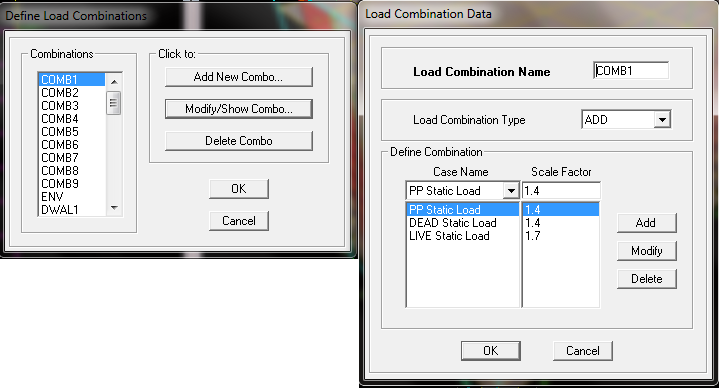 Define Load Combinations
Combinations
COMB1
COMB2
COMB3
COMB4
COMB5
COMB6
COMB7
COMB8
COMB9
ENV
DWAL1
Click to:
Add New Combo...
Modify/Show Combo...
Delete Combo
OK
Cancel
Load Combination Data
Load Combination Name COMB1
Load Combination Type ADD
Define Combination
Case Name Scale Factor
PP Static Load 1.4
PP Static Load 1.4
DEAD Static Load 1.4
LIVE Static Load 1.7
Add
Modify
Delete
OK Cancel